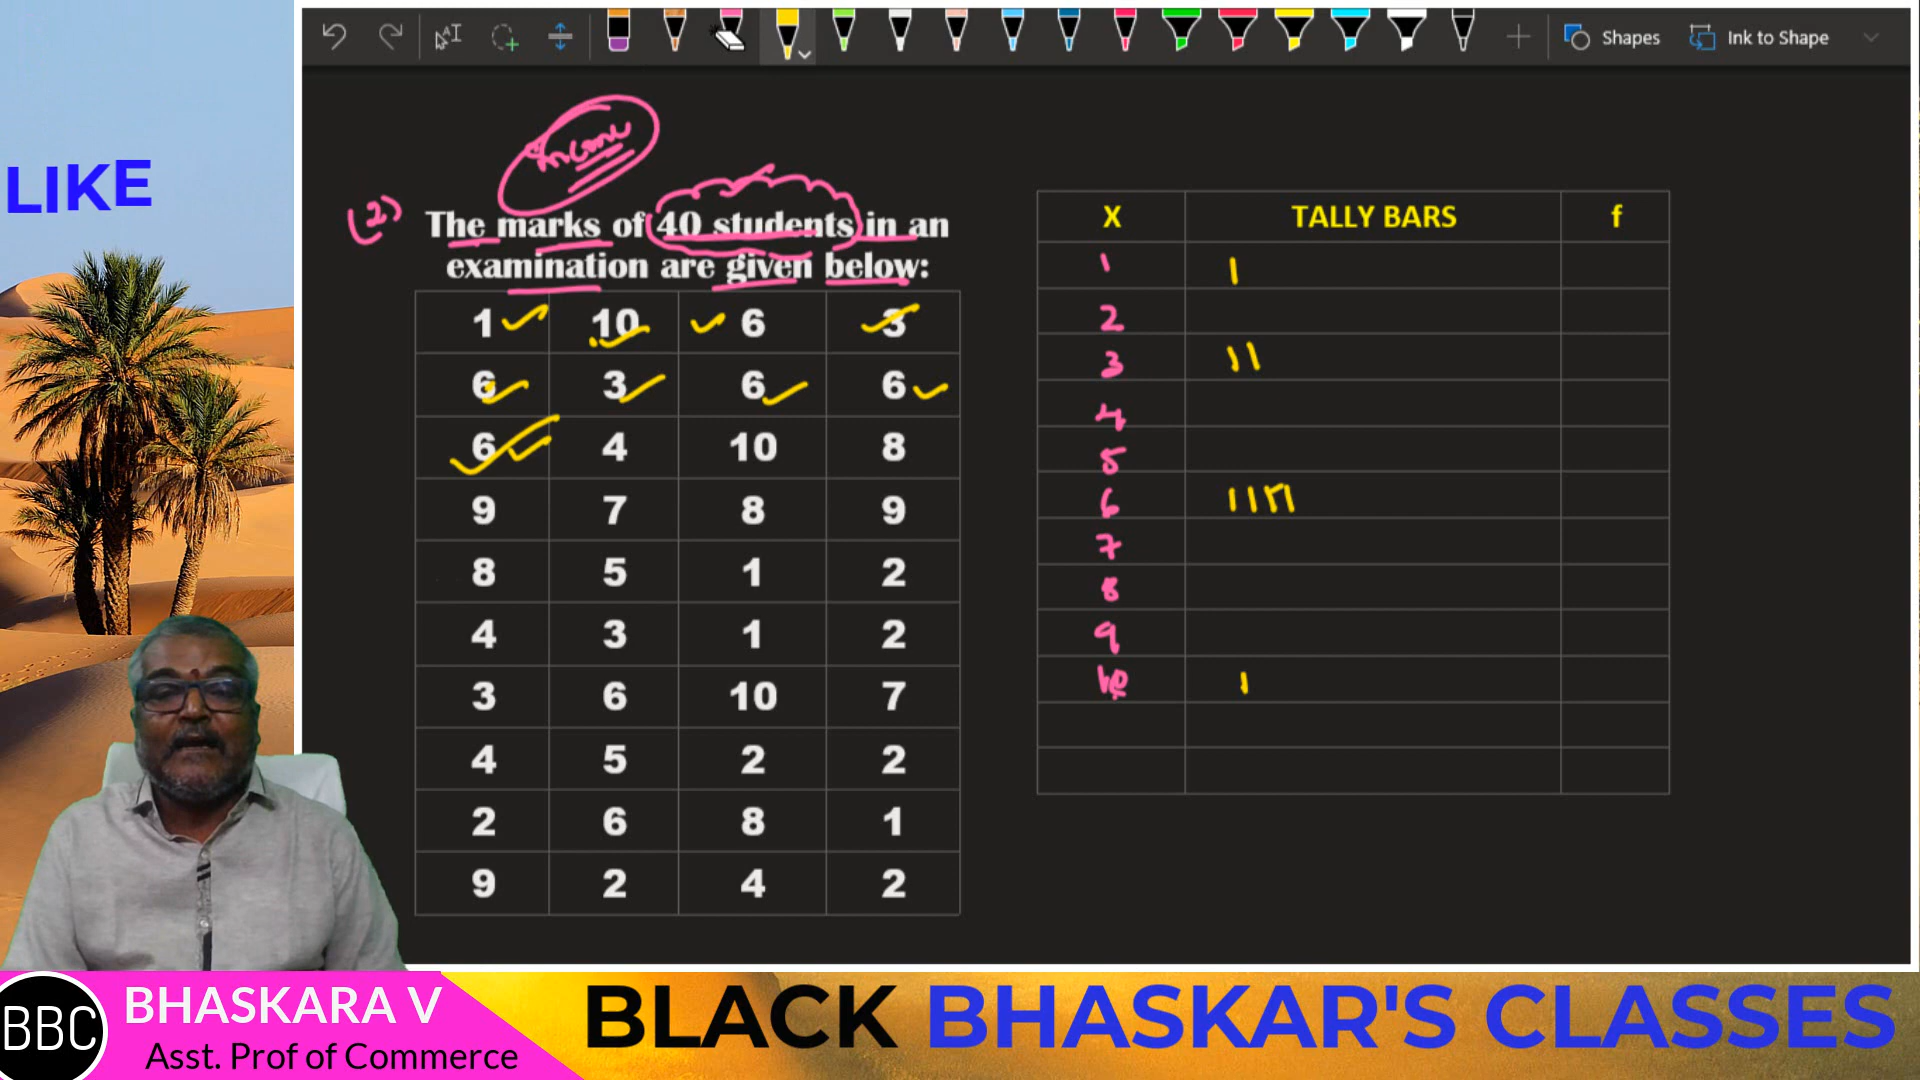 LIKE
Shapes
Ink to Shape
Income
(2)
The marks of 40 students in an
examination are given below:
1 10 6 3
6 3 6 6
6 4 10 8
9 7 8 9
8 5 1 2
4 3 1 2
3 6 10 7
4 5 2 2
2 6 8 1
9 2 4 2
X TALLY BARS f
1 |
2
3 ||
4
5
6 |||||
7
8
9
10 |
BBC
BHASKARA V
Asst. Prof of Commerce
BLACK BHASKAR'S CLASSES